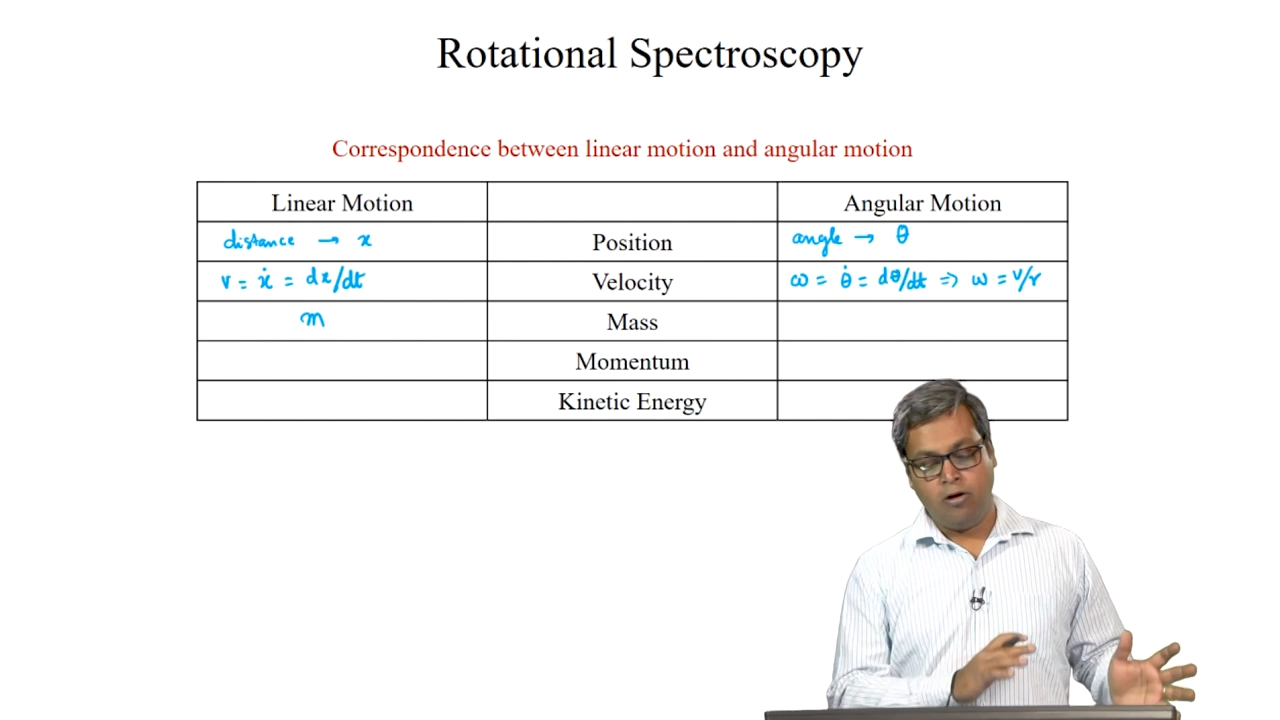 Rotational Spectroscopy
Correspondence between linear motion and angular motion
Linear Motion Angular Motion
distance → x Position angle → θ
v = ẋ = dx/dt Velocity ω = θ̇ = dθ/dt ⇒ ω = v/r
m Mass
Momentum
Kinetic Energy